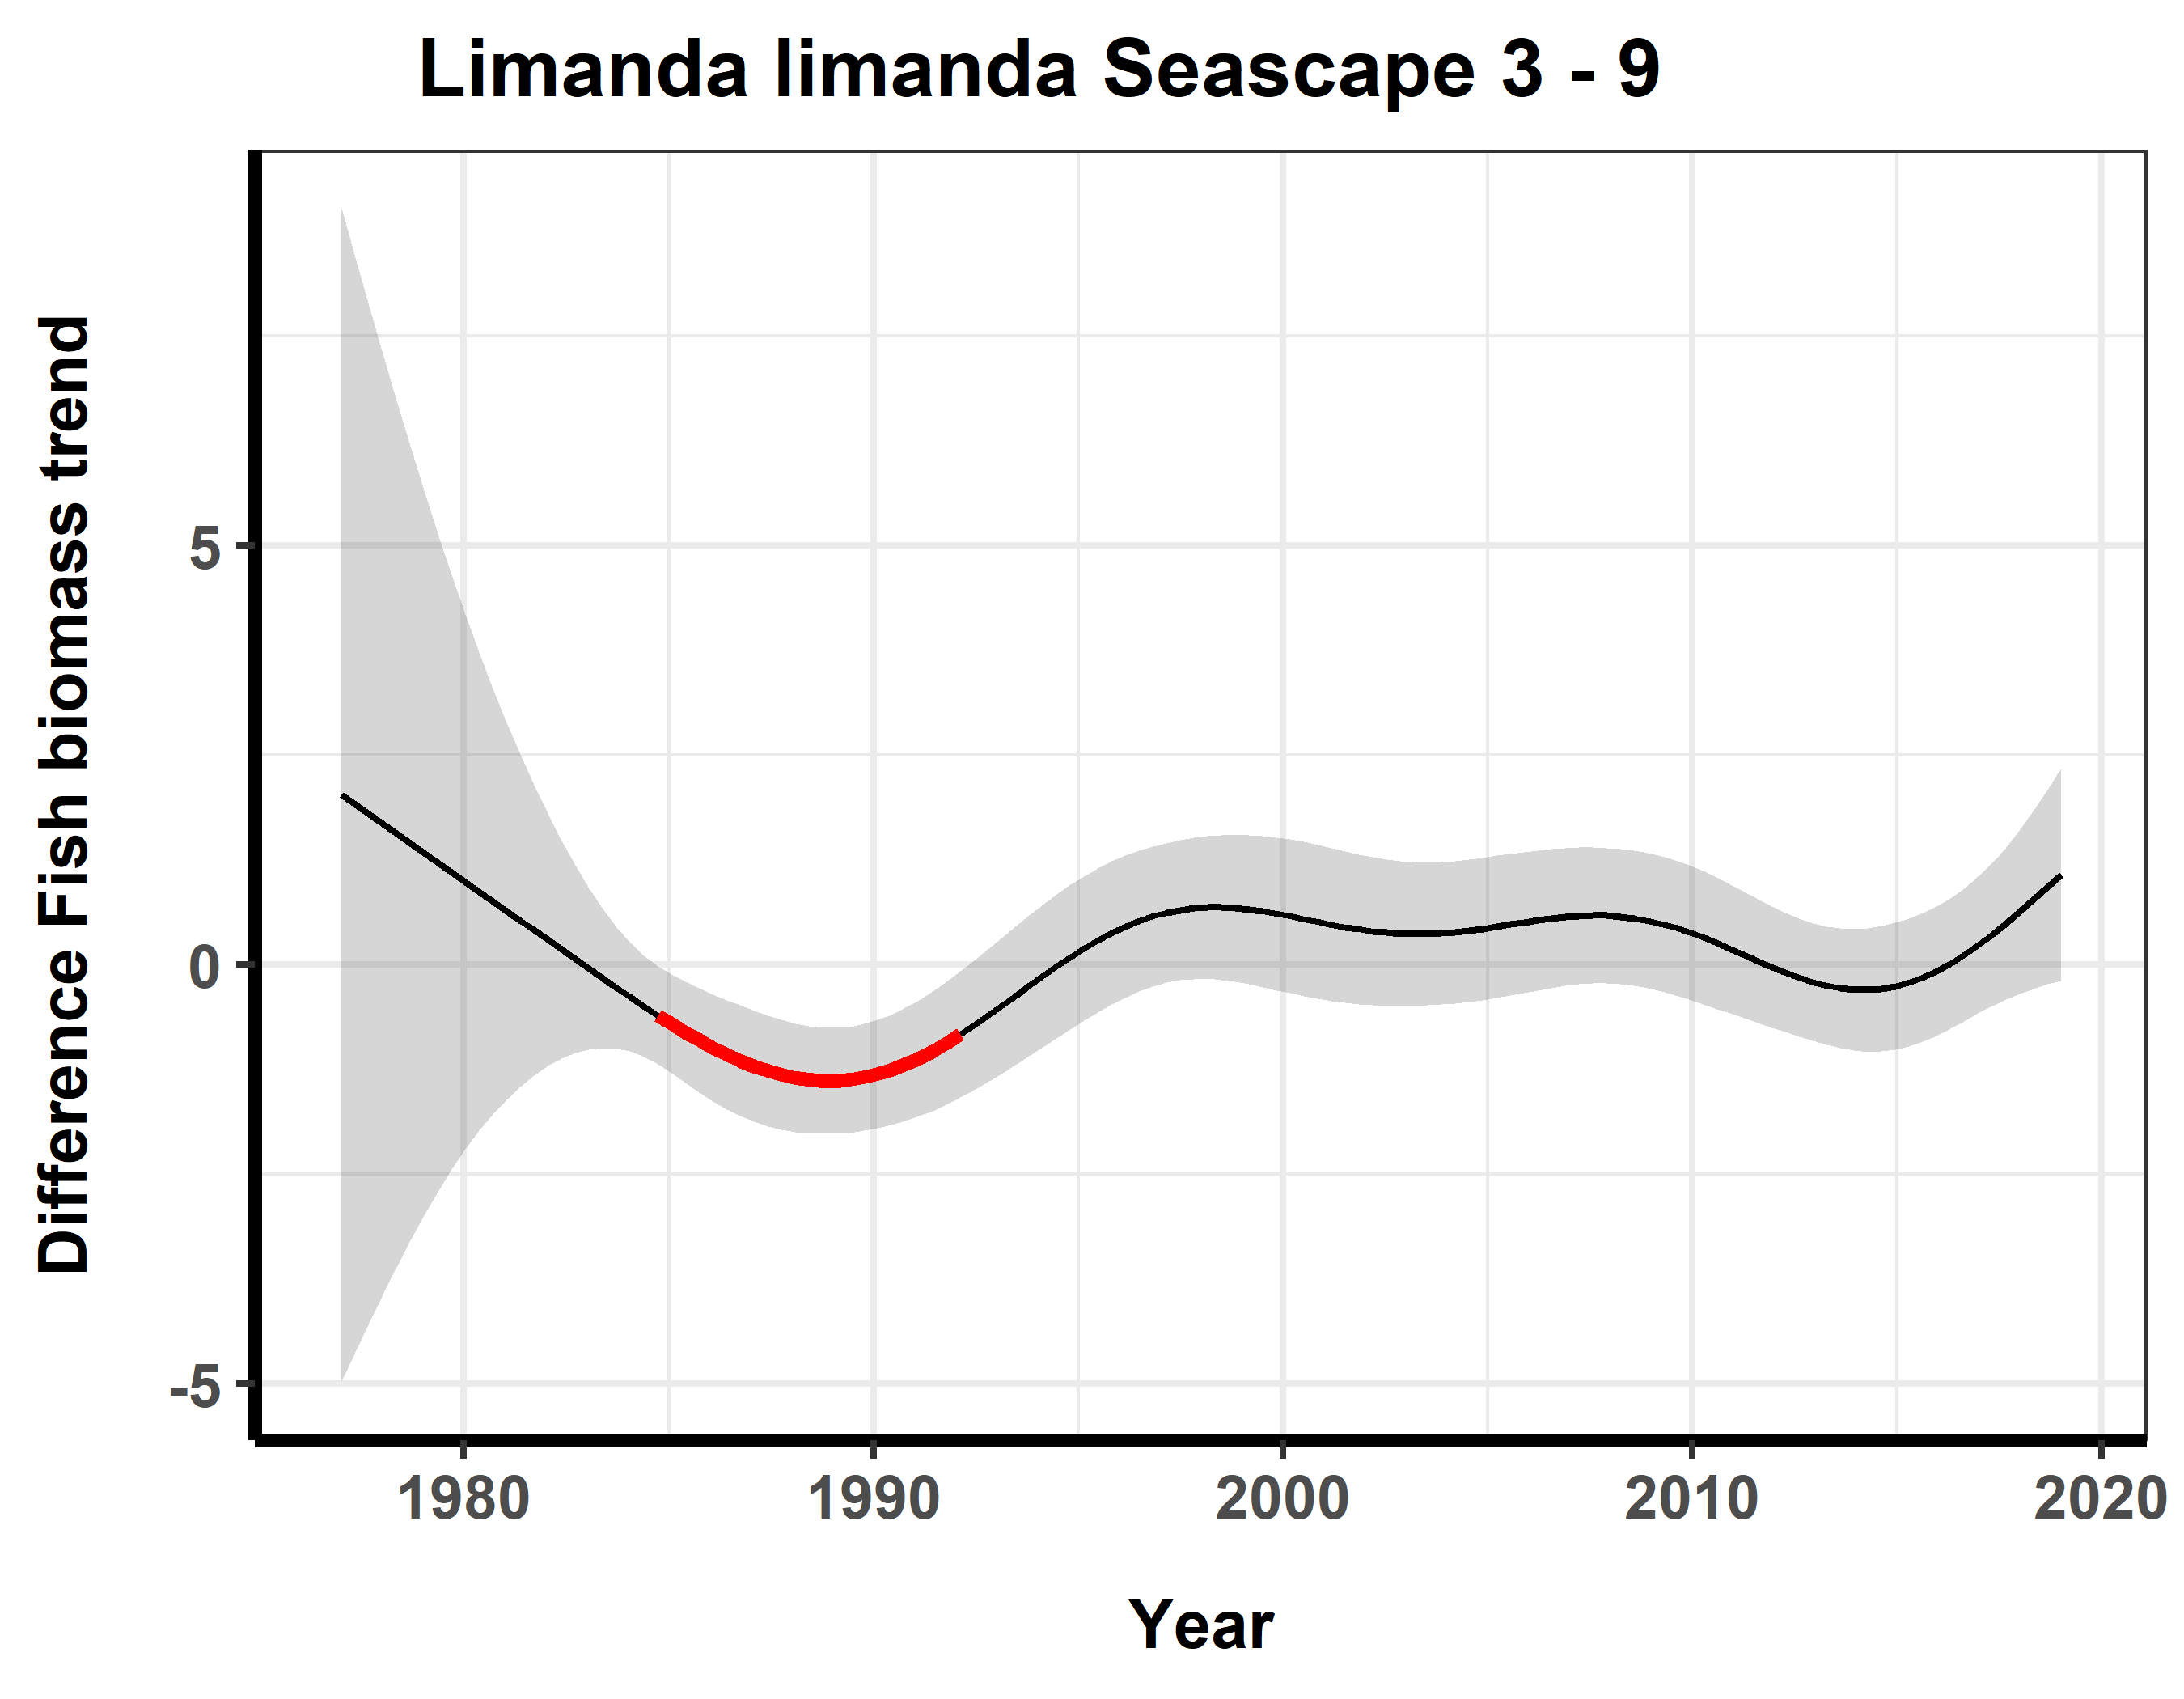 Limanda limanda Seascape 3 - 9
Difference Fish biomass trend
5
0
-5
1980 1990 2000 2010 2020
Year